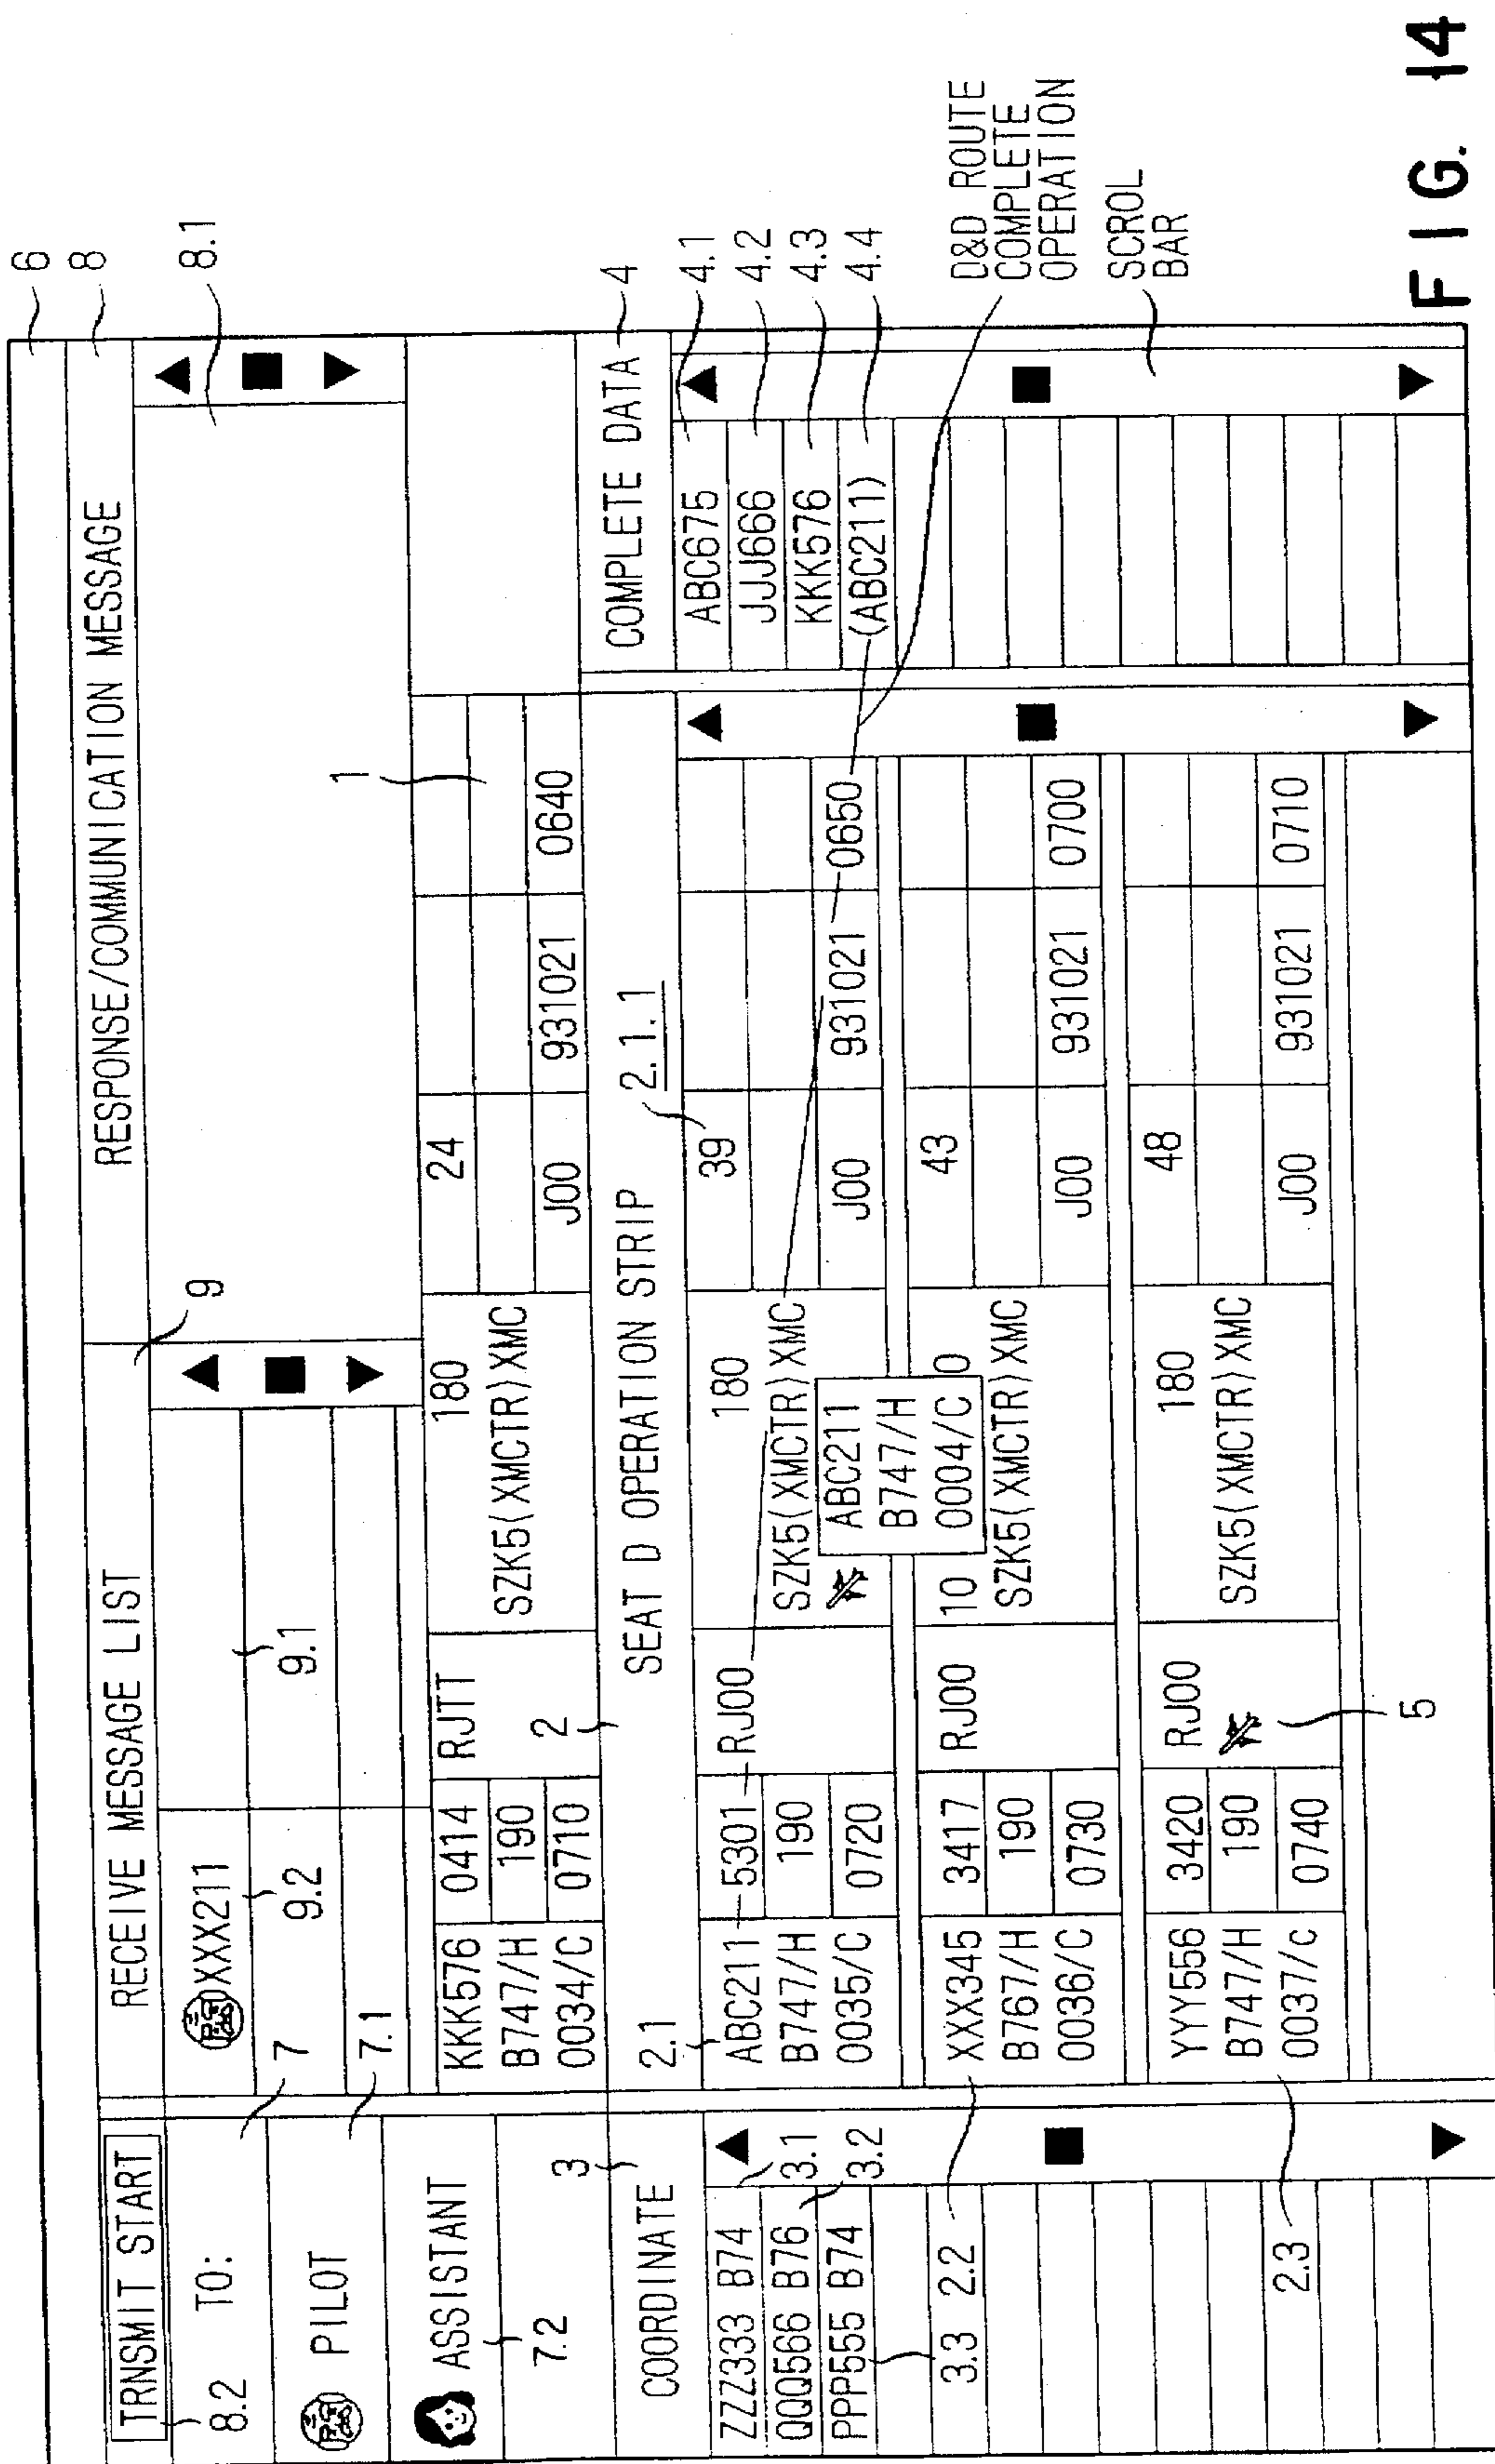 6
8
8.1
TRNSMIT START
RECEIVE MESSAGE LIST
9
RESPONSE/COMMUNICATION MESSAGE
8.2 TO:
XXX211
9.1
9.2
7
PILOT
7.1
ASSISTANT
7.2
1
KKK576 0414 RJTT 180 24
B747/H 190 SZK5(XMCTR)XMC
0034/C 0710 J00 931021 0640
3
COORDINATE
2
SEAT D OPERATION STRIP 2.1.1
COMPLETE DATA 4
2.1
ZZZ333 B74
QQQ566 B76
PPP555 B74
3.1
3.2
3.3
2.2
2.3
ABC211 5301 RJ00 180 39
B747/H 190 SZK5(XMCTR)XMC
0035/C 0720 J00 931021 0650
ABC211
B747/H
0004/C
XXX345 3417 RJ00 10 0 43
B767/H 190 SZK5(XMCTR)XMC
0036/C 0730 J00 931021 0700
YYY556 3420 RJ00 180 48
B747/H 190 SZK5(XMCTR)XMC
0037/c 0740 J00 931021 0710
5
ABC675
JJJ666
KKK576
(ABC211)
4.1
4.2
4.3
4.4
D&D ROUTE
COMPLETE
OPERATION
SCROL
BAR
FIG. 14